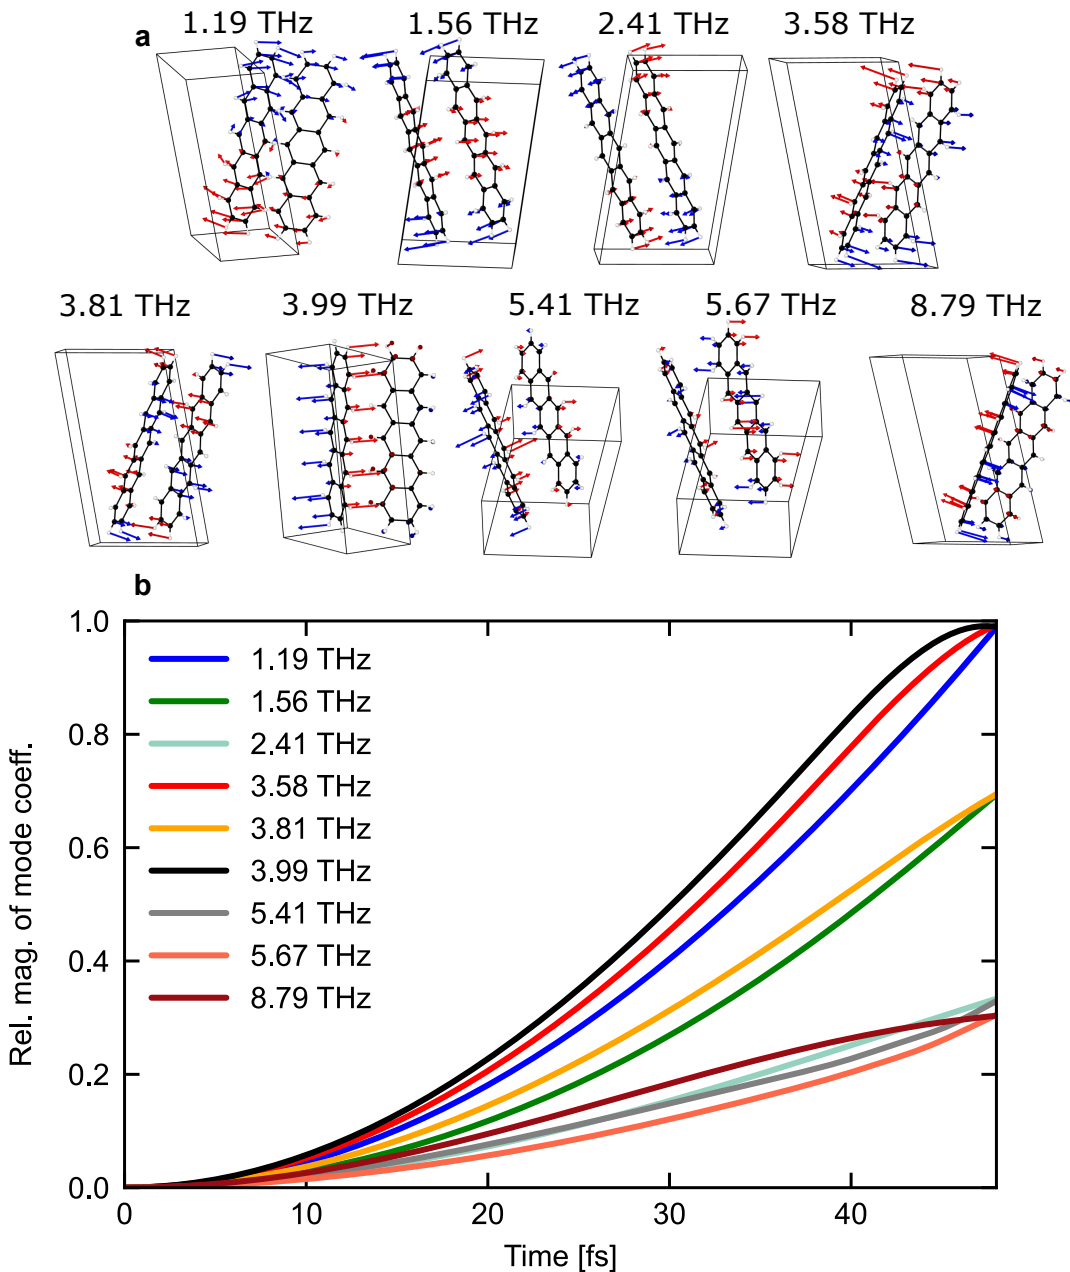 a
1.19 THz 1.56 THz 2.41 THz 3.58 THz
3.81 THz 3.99 THz 5.41 THz 5.67 THz 8.79 THz
b
Rel. mag. of mode coeff.
1.0
0.8
0.6
0.4
0.2
0.0
1.19 THz
1.56 THz
2.41 THz
3.58 THz
3.81 THz
3.99 THz
5.41 THz
5.67 THz
8.79 THz
0 10 20 30 40
Time [fs]